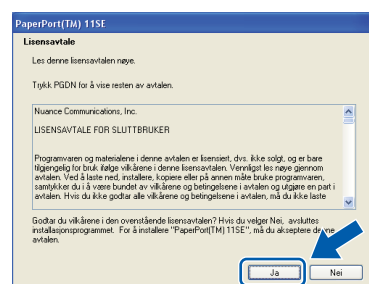 PaperPort(TM) 11SE
Lisensavtale
Les denne lisensavtalen nøye.
Trykk PGDN for å vise resten av avtalen.
Nuance Communications, Inc.
LISENSAVTALE FOR SLUTTBRUKER
Programvaren og materialene i denne avtalen er lisensiert, dvs. ikke solgt, og er bare
tilgjengelig for bruk ifølge vilkårene i denne lisensavtalen. Vennligst les nøye gjennom
avtalen. Ved å laste ned, installere, kopiere eller på annen måte bruke programvaren,
samtykker du i å være bundet av vilkårene og betingelsene i avtalen og utgjøre en part i
avtalen. Hvis du ikke godtar alle vilkårene og betingelsene i avtalen, må du ikke laste
Godtar du vilkårene i den ovenstående lisensavtalen? Hvis du velger Nei, avsluttes
installasjonsprogrammet. For å installere "PaperPort(TM) 11SE", må du akseptere denne
avtalen.
Ja
Nei